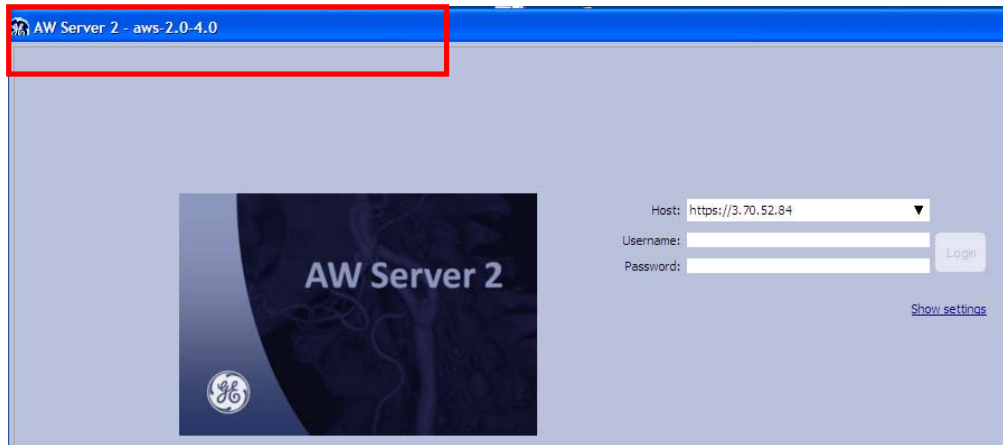 AW Server 2 - aws-2.0-4.0
Host: https://3.70.52.84
Username:
Password:
Login
AW Server 2
Show settings
GE